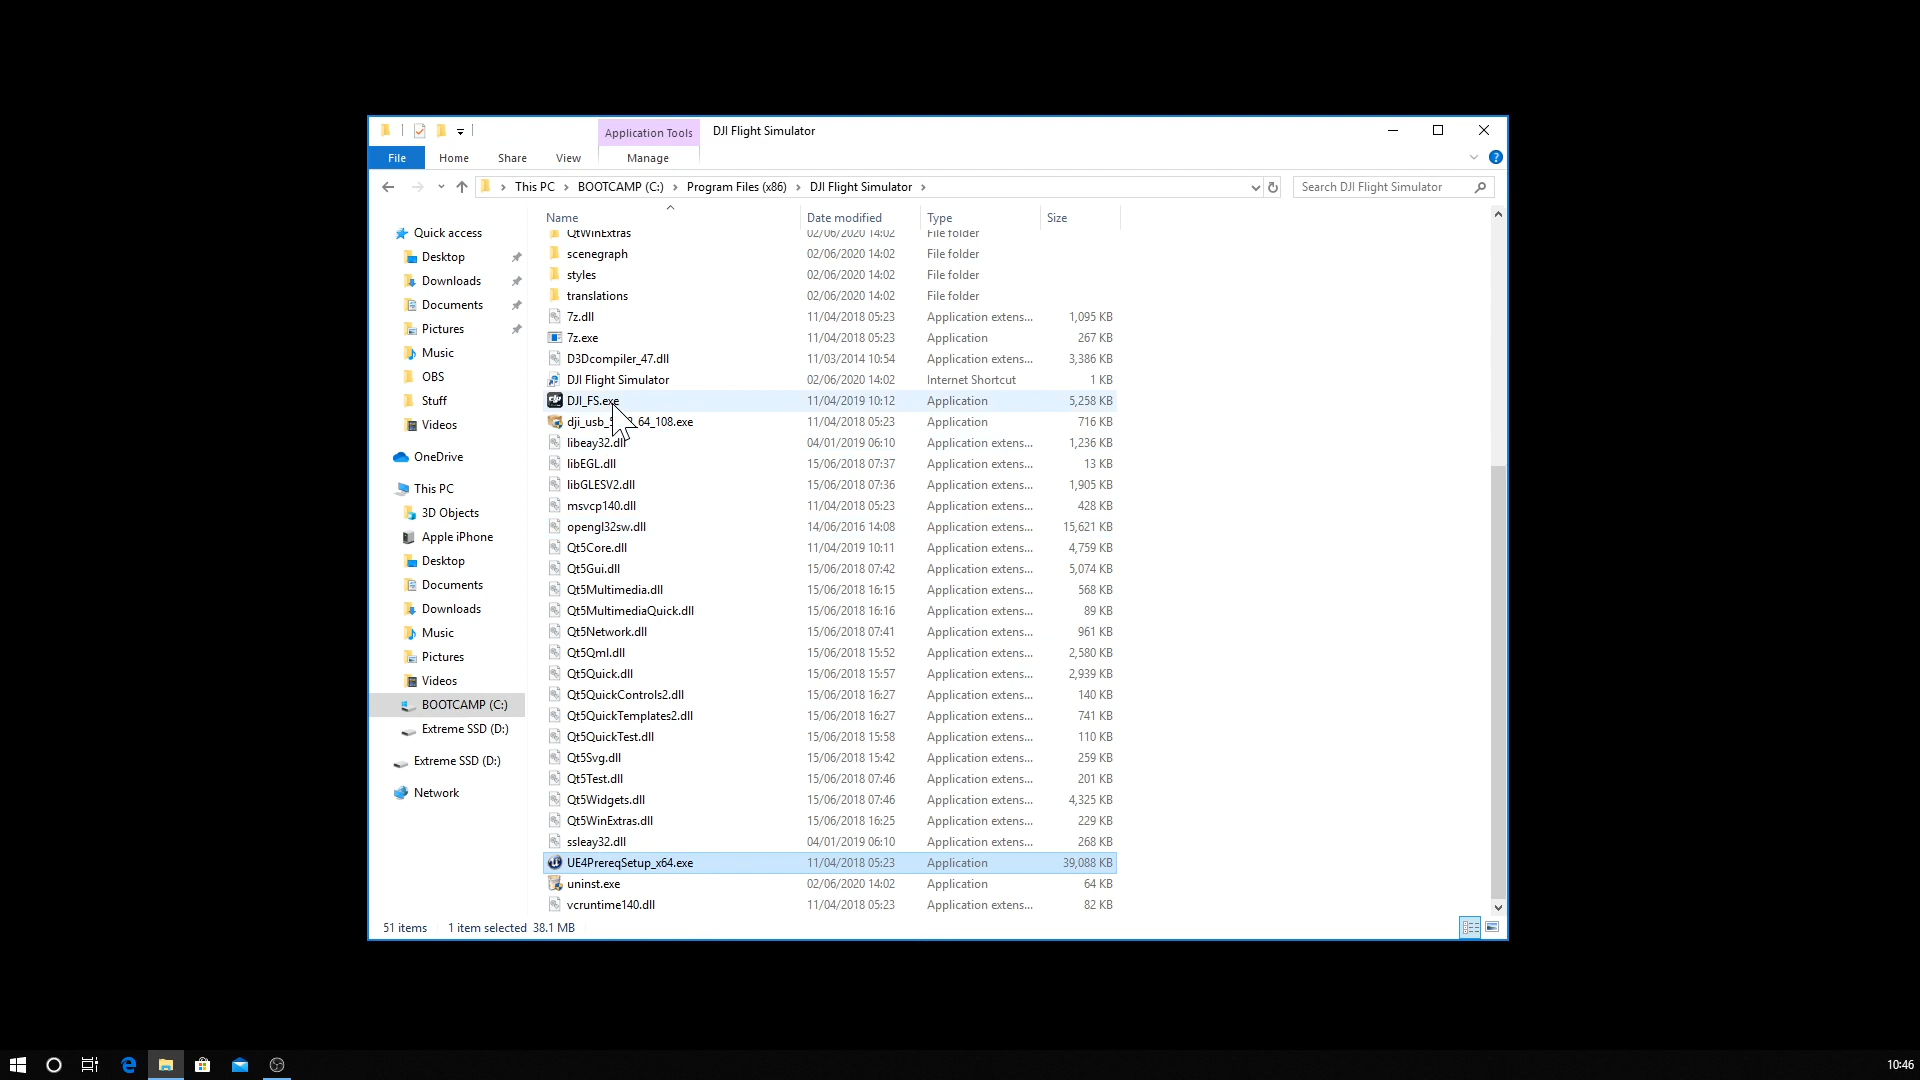 Application Tools
DJI Flight Simulator
File
Home
Share
View
Manage
This PC
BOOTCAMP (C:)
Program Files (x86)
DJI Flight Simulator
Search DJI Flight Simulator
Quick access
Desktop
Downloads
Documents
Pictures
Music
OBS
Stuff
Videos
OneDrive
This PC
3D Objects
Apple iPhone
Desktop
Documents
Downloads
Music
Pictures
Videos
BOOTCAMP (C:)
Extreme SSD (D:)
Extreme SSD (D:)
Network
Name Date modified Type Size
QtWinExtras 02/06/2020 14:02 File folder
scenegraph 02/06/2020 14:02 File folder
styles 02/06/2020 14:02 File folder
translations 02/06/2020 14:02 File folder
7z.dll 11/04/2018 05:23 Application extens... 1,095 KB
7z.exe 11/04/2018 05:23 Application 267 KB
D3Dcompiler_47.dll 11/03/2014 10:54 Application extens... 3,386 KB
DJI Flight Simulator 02/06/2020 14:02 Internet Shortcut 1 KB
DJI_FS.exe 11/04/2019 10:12 Application 5,258 KB
64_108.exe 11/04/2018 05:23 Application 716 KB
libeay32.dll 04/01/2019 06:10 Application extens... 1,236 KB
libEGL.dll 15/06/2018 07:37 Application extens... 13 KB
libGLESV2.dll 15/06/2018 07:36 Application extens... 1,905 KB
msvcp140.dll 11/04/2018 05:23 Application extens... 428 KB
opengl32sw.dll 14/06/2016 14:08 Application extens... 15,621 KB
Qt5Core.dll 11/04/2019 10:11 Application extens... 4,759 KB
Qt5Gui.dll 15/06/2018 07:42 Application extens... 5,074 KB
Qt5Multimedia.dll 15/06/2018 16:15 Application extens... 568 KB
Qt5MultimediaQuick.dll 15/06/2018 16:16 Application extens... 89 KB
Qt5Network.dll 15/06/2018 07:41 Application extens... 961 KB
Qt5Qml.dll 15/06/2018 15:52 Application extens... 2,580 KB
Qt5Quick.dll 15/06/2018 15:57 Application extens... 2,939 KB
Qt5QuickControls2.dll 15/06/2018 16:27 Application extens... 140 KB
Qt5QuickTemplates2.dll 15/06/2018 16:27 Application extens... 741 KB
Qt5QuickTest.dll 15/06/2018 15:58 Application extens... 110 KB
Qt5Svg.dll 15/06/2018 15:42 Application extens... 259 KB
Qt5Test.dll 15/06/2018 07:46 Application extens... 201 KB
Qt5Widgets.dll 15/06/2018 07:46 Application extens... 4,325 KB
Qt5WinExtras.dll 15/06/2018 16:25 Application extens... 229 KB
ssleay32.dll 04/01/2019 06:10 Application extens... 268 KB
UE4PrereqSetup_x64.exe 11/04/2018 05:23 Application 39,088 KB
uninst.exe 02/06/2020 14:02 Application 64 KB
vcruntime140.dll 11/04/2018 05:23 Application extens... 82 KB
51 items 1 item selected 38.1 MB
10:46